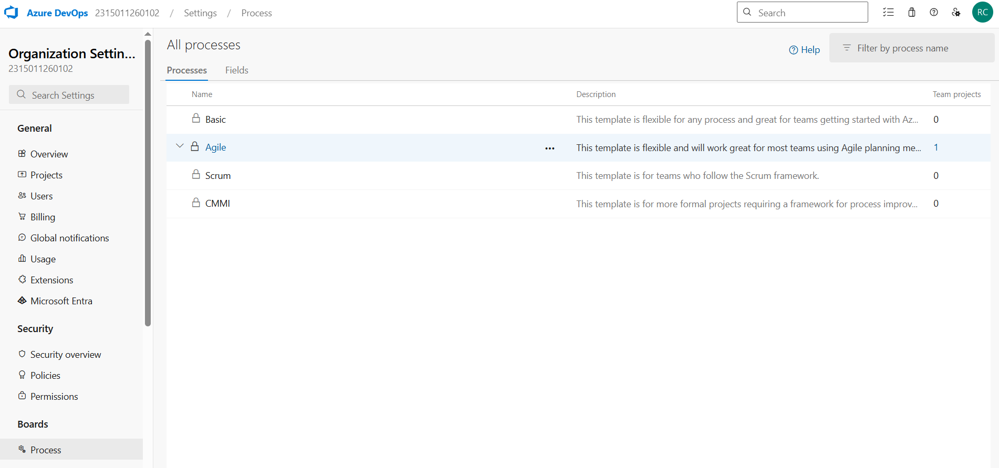 Azure DevOps 2315011260102 / Settings / Process
Search
RC
Organization Settin...
2315011260102
Search Settings
General
Overview
Projects
Users
Billing
Global notifications
Usage
Extensions
Microsoft Entra
Security
Security overview
Policies
Permissions
Boards
Process
All processes
Help
Filter by process name
Processes Fields
Name Description Team projects
Basic This template is flexible for any process and great for teams getting started with Az... 0
Agile ••• This template is flexible and will work great for most teams using Agile planning me... 1
Scrum This template is for teams who follow the Scrum framework. 0
CMMI This template is for more formal projects requiring a framework for process improv... 0